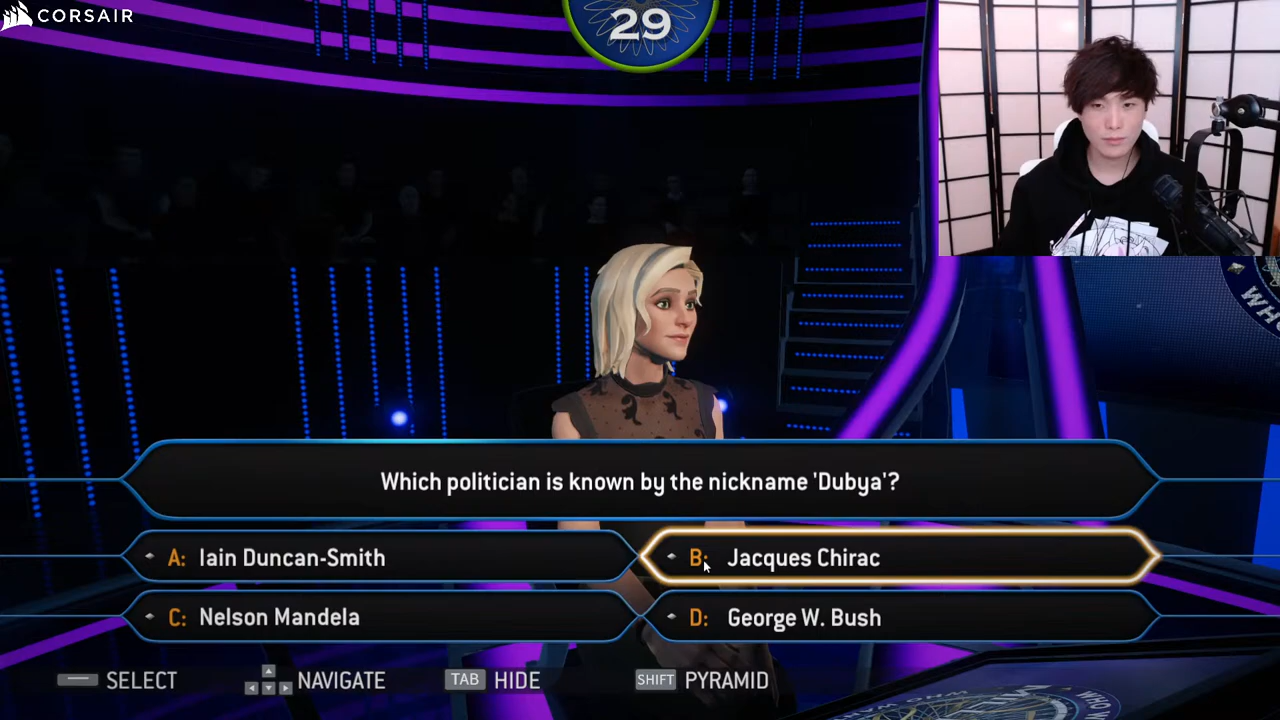 CORSAIR
29
Which politician is known by the nickname 'Dubya'?
A: Iain Duncan-Smith
B: Jacques Chirac
C: Nelson Mandela
D: George W. Bush
SELECT
NAVIGATE
TAB HIDE
SHIFT PYRAMID